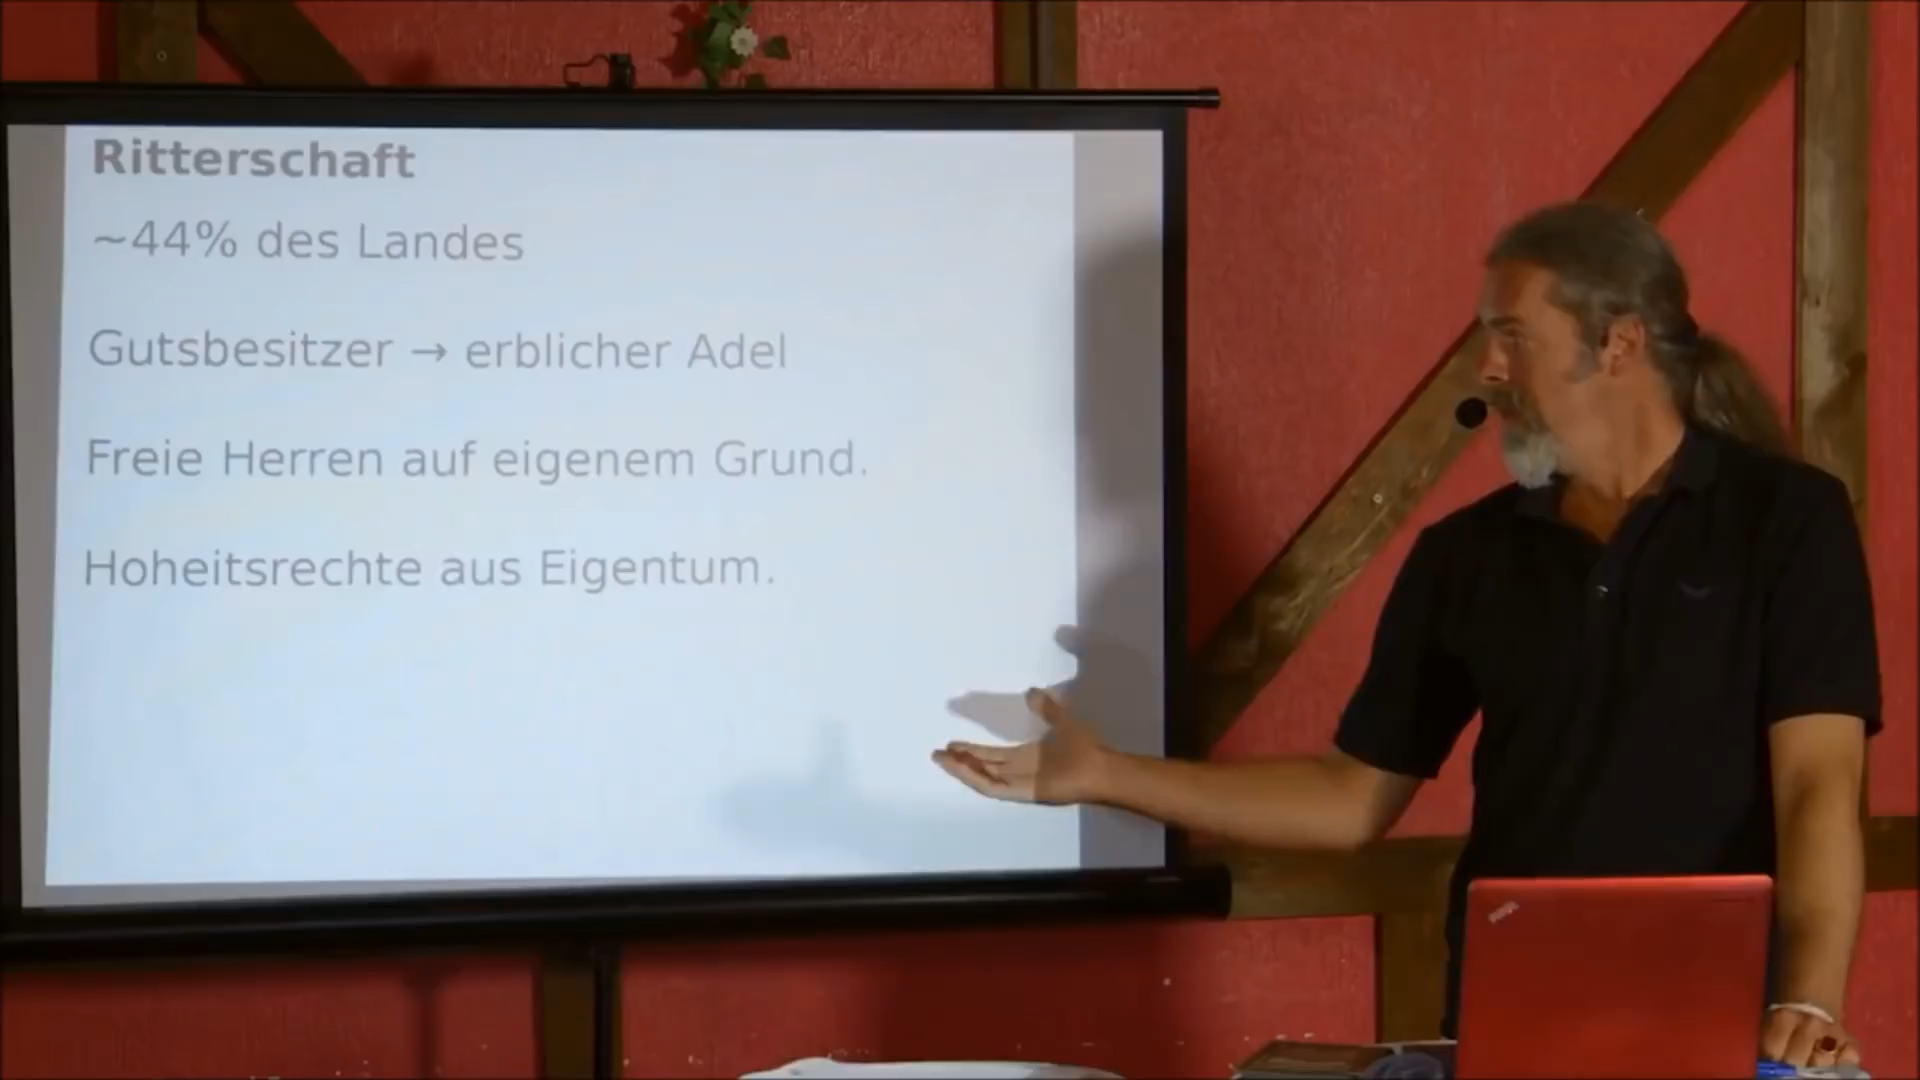 Ritterschaft
~44% des Landes
Gutsbesitzer → erblicher Adel
Freie Herren auf eigenem Grund.
Hoheitsrechte aus Eigentum.